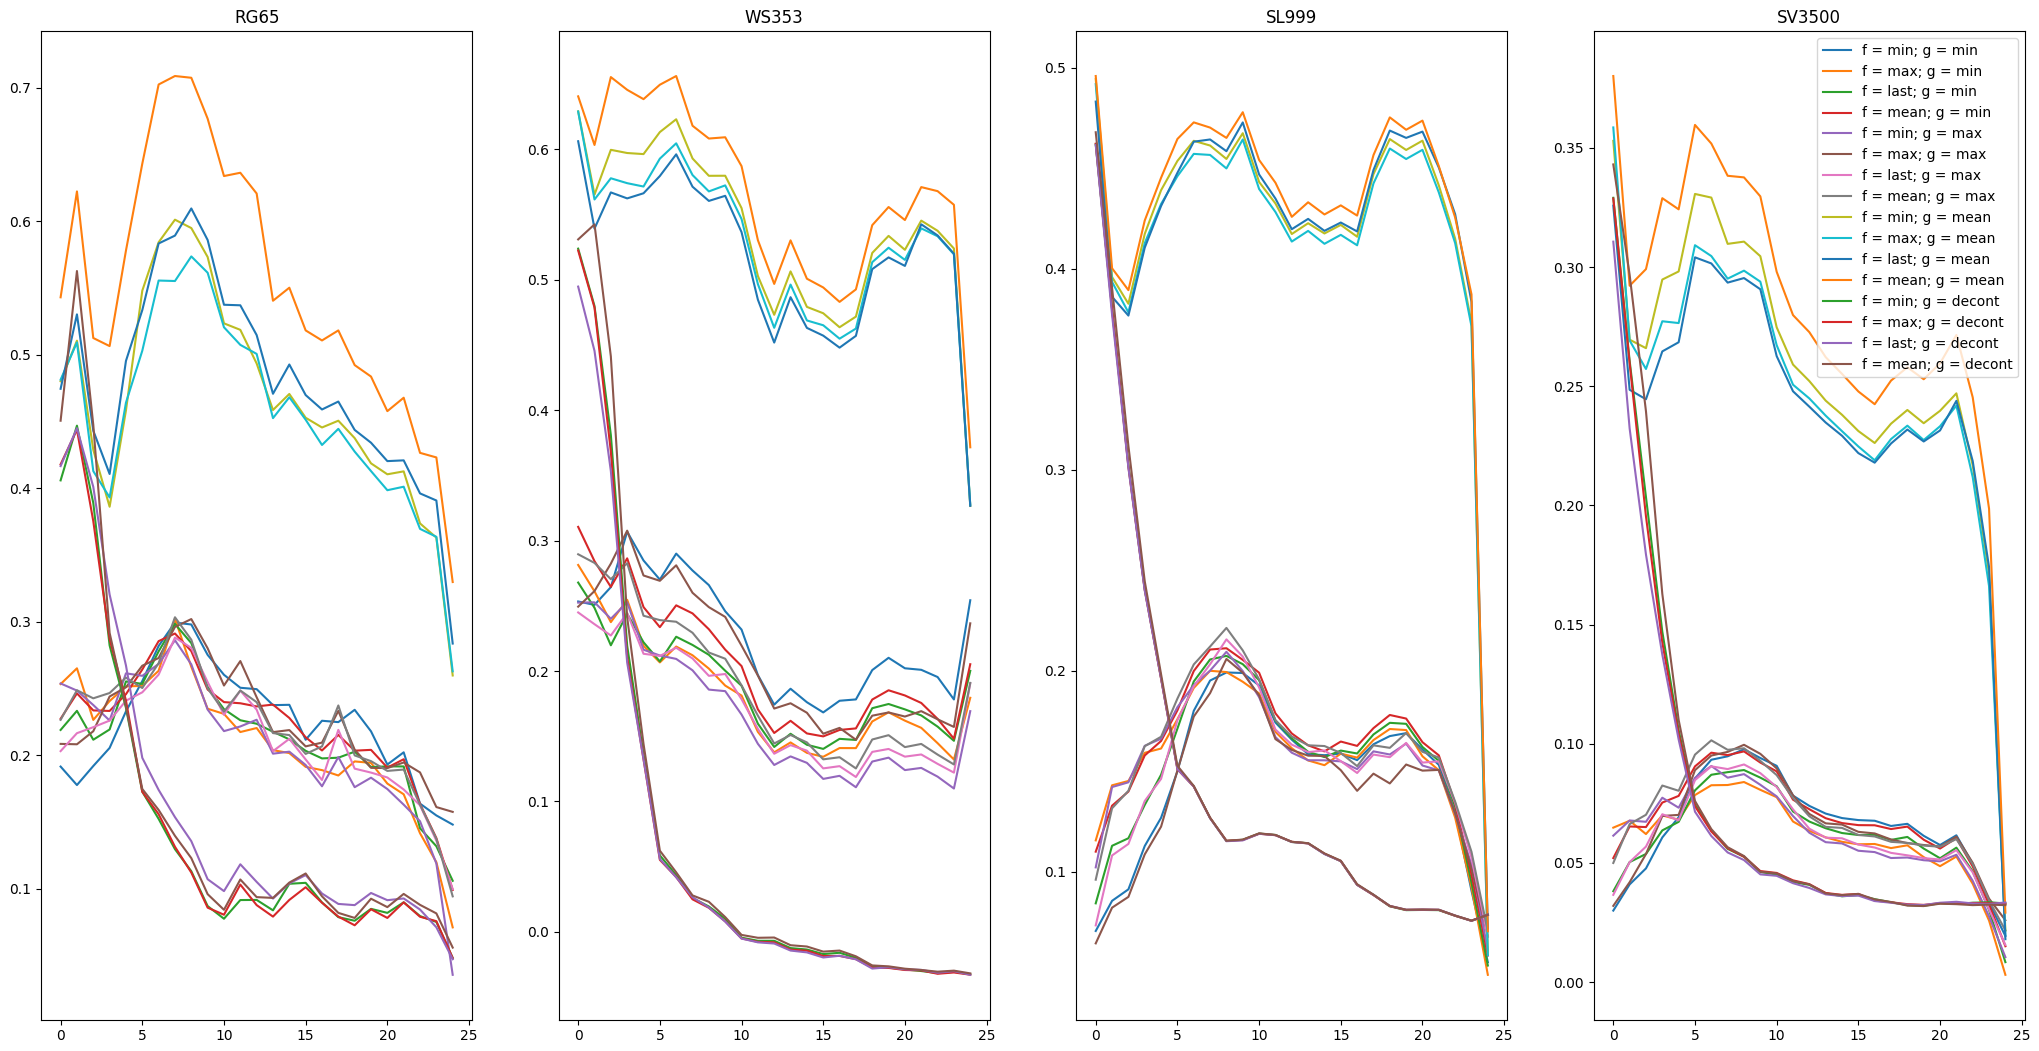 RG65
0.7
0.6
0.5
0.4
0.3
0.2
0.1
0
5
10
15
20
25
WS353
0.6
0.5
0.4
0.3
0.2
0.1
0.0
0
5
10
15
20
25
SL999
0.5
0.4
0.3
0.2
0.1
0
5
10
15
20
25
SV3500
0.35
0.30
0.25
0.20
0.15
0.10
0.05
0.00
0
5
10
15
20
25
f = min; g = min
f = max; g = min
f = last; g = min
f = mean; g = min
f = min; g = max
f = max; g = max
f = last; g = max
f = mean; g = max
f = min; g = mean
f = max; g = mean
f = last; g = mean
f = mean; g = mean
f = min; g = decont
f = max; g = decont
f = last; g = decont
f = mean; g = decont